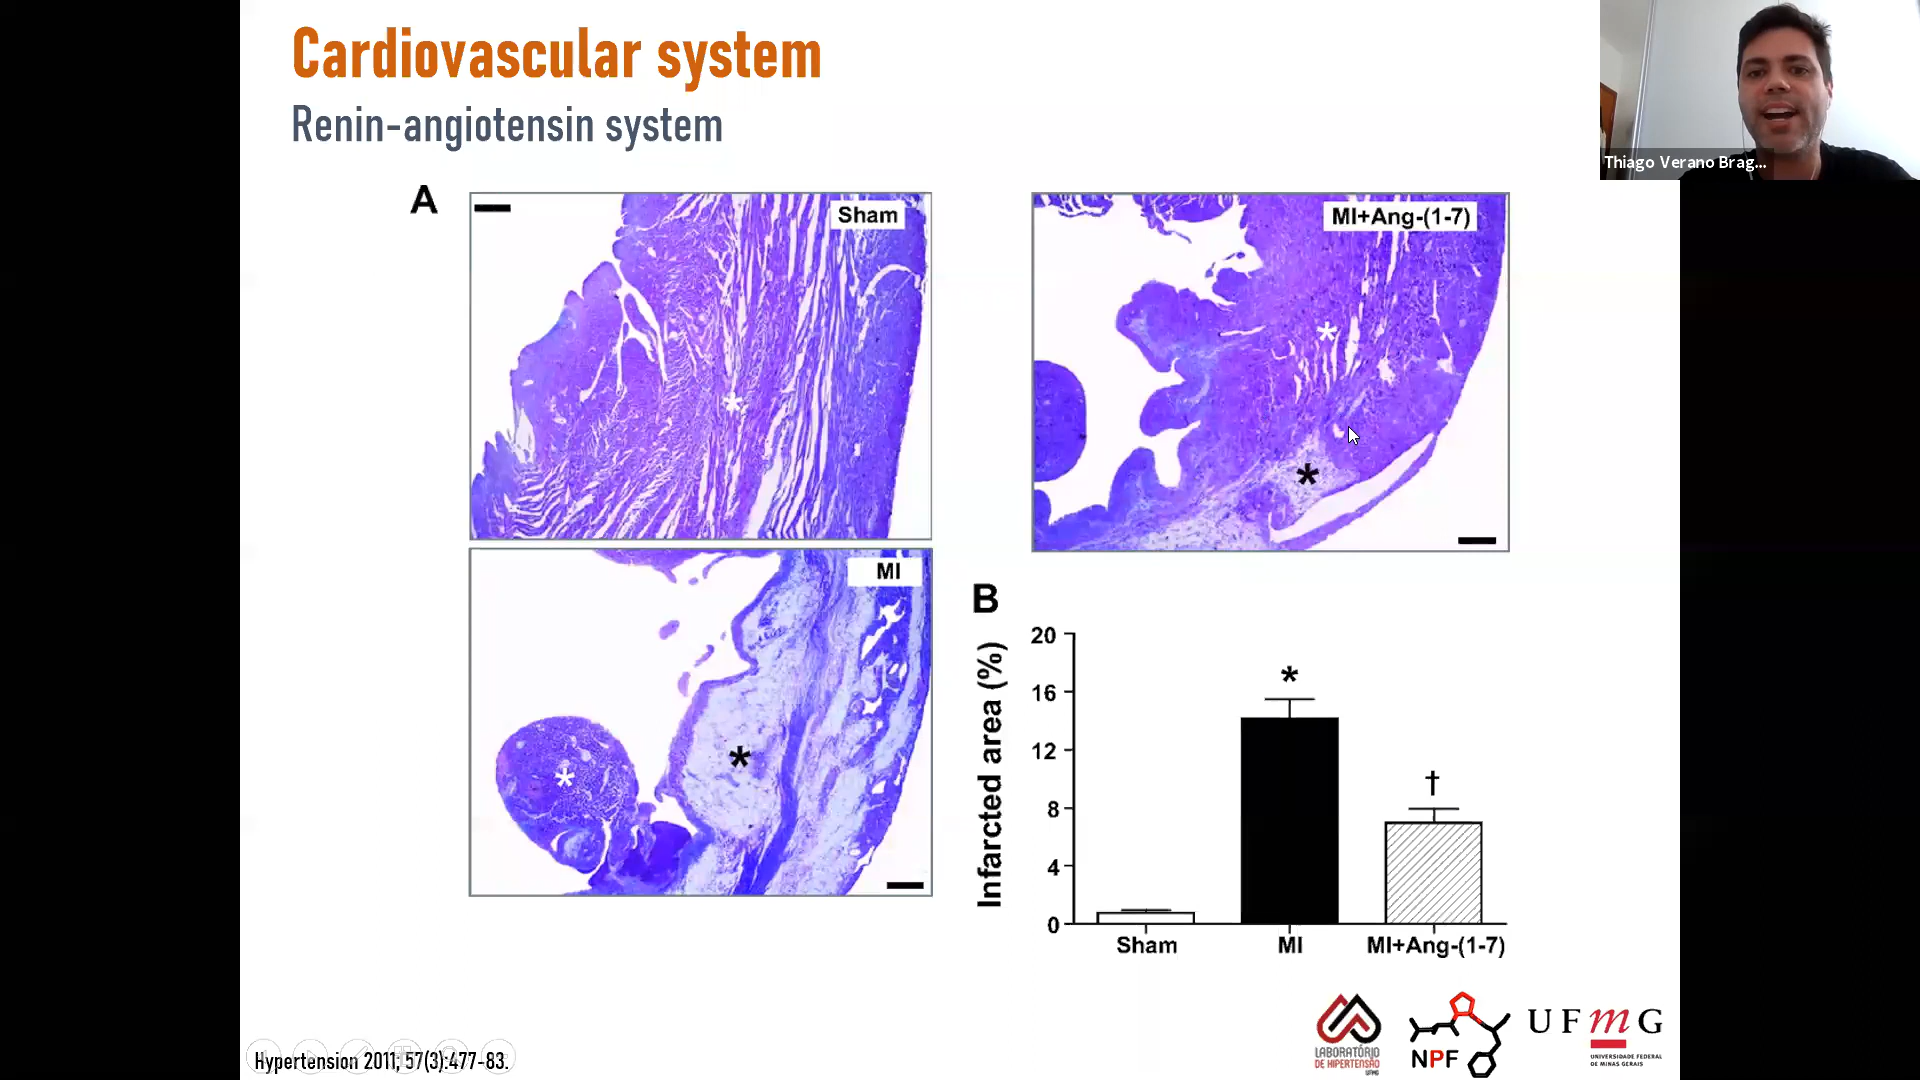 Cardiovascular system
Renin-angiotensin system
Thiago Verano Brag...
A
Sham
*
MI+Ang-(1-7)
*
*
MI
*
*
B
Infarcted area (%)
20
16
12
8
4
0
*
†
Sham
MI
MI+Ang-(1-7)
Hypertension 2011; 57(3):477-83.
LABORATÓRIO
DE HIPERTENSÃO
UFMG
NPF
UFmG
UNIVERSIDADE FEDERAL
DE MINAS GERAIS